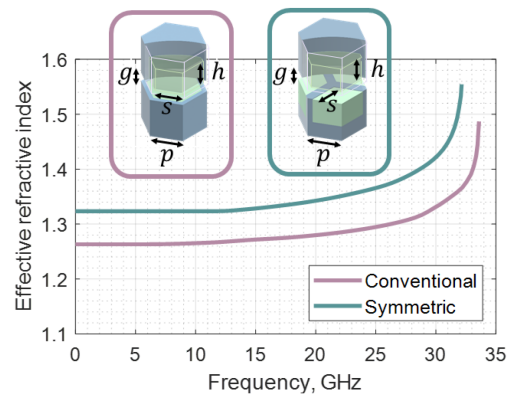 1.6
1.5
1.4
1.3
1.2
1.1
Effective refractive index
g
h
s
p
g
h
s
p
Conventional
Symmetric
0 5 10 15 20 25 30 35
Frequency, GHz